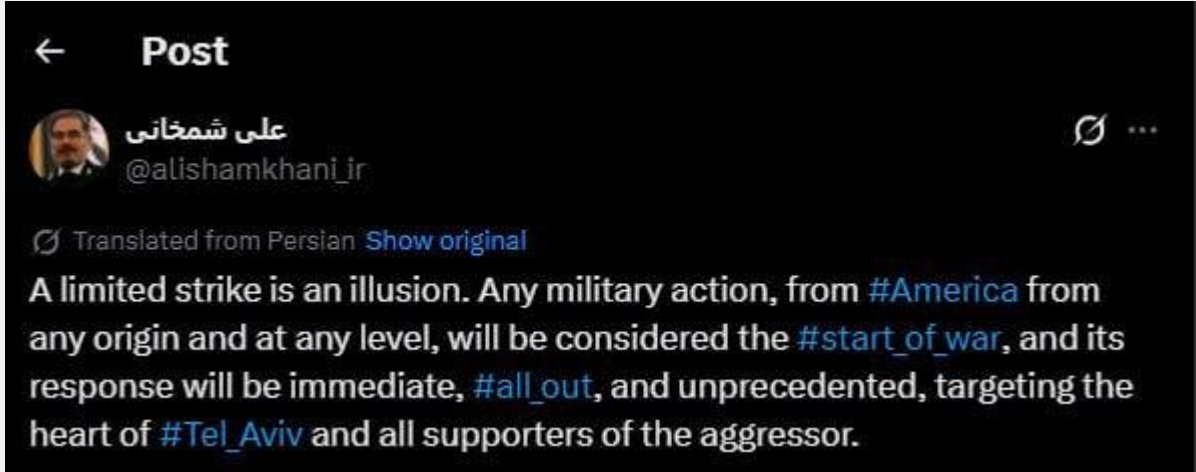 Post
علی شمخانی
@alishamkhani_ir
Translated from Persian Show original
A limited strike is an illusion. Any military action, from #America from
any origin and at any level, will be considered the #start_of_war, and its
response will be immediate, #all_out, and unprecedented, targeting the
heart of #Tel_Aviv and all supporters of the aggressor.